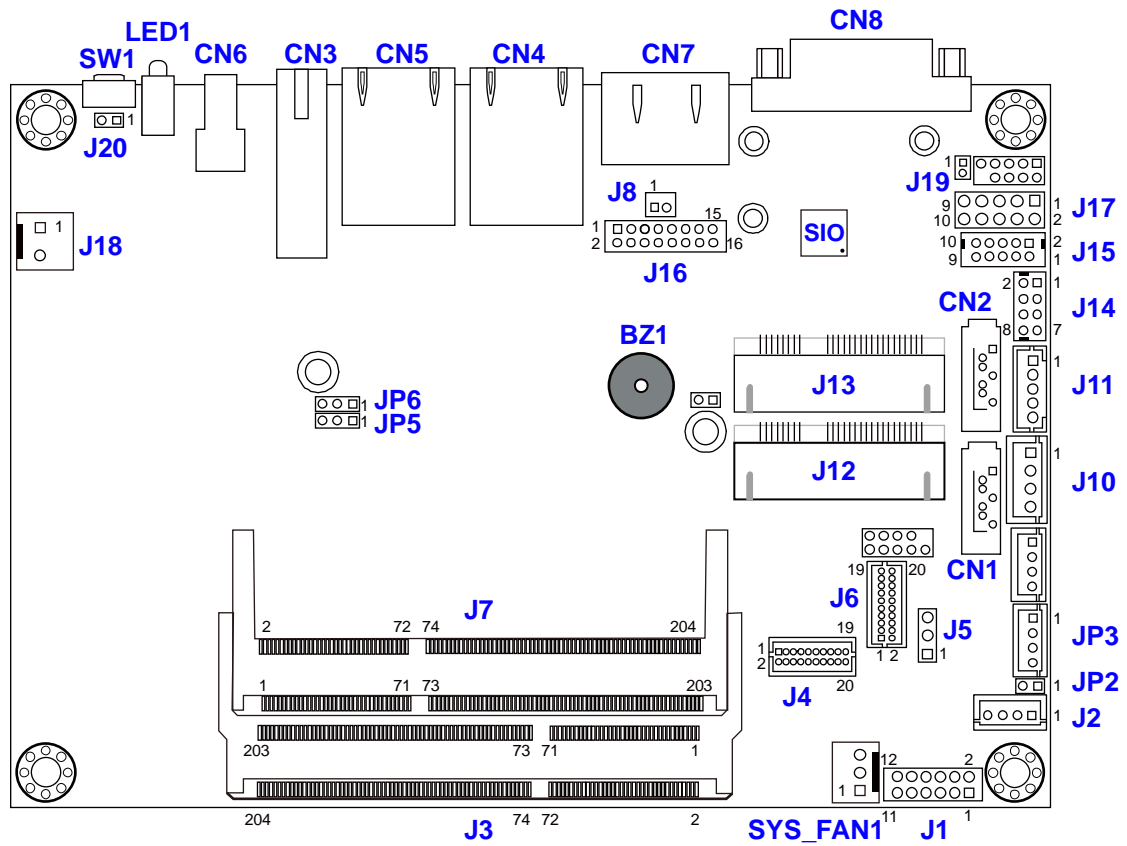 CN8
LED1
SW1
CN6
CN3
CN5
CN4
CN7
1
J20
J19
1
J8
1
9
1
J17
10
2
1
15
2
16
J16
SIO
1
J18
10
2
J15
9
1
CN2
2
1
J14
8
7
BZ1
J13
1
J11
JP6
1
JP5
1
J12
1
J10
CN1
19
20
J6
1
2
J5
1
J7
2
72
74
204
1
JP3
19
1
2
20
J4
1
71
73
203
1
JP2
1
J2
203
73
71
1
12
2
1
204
74
72
2
J3
SYS_FAN1
11
1
J1